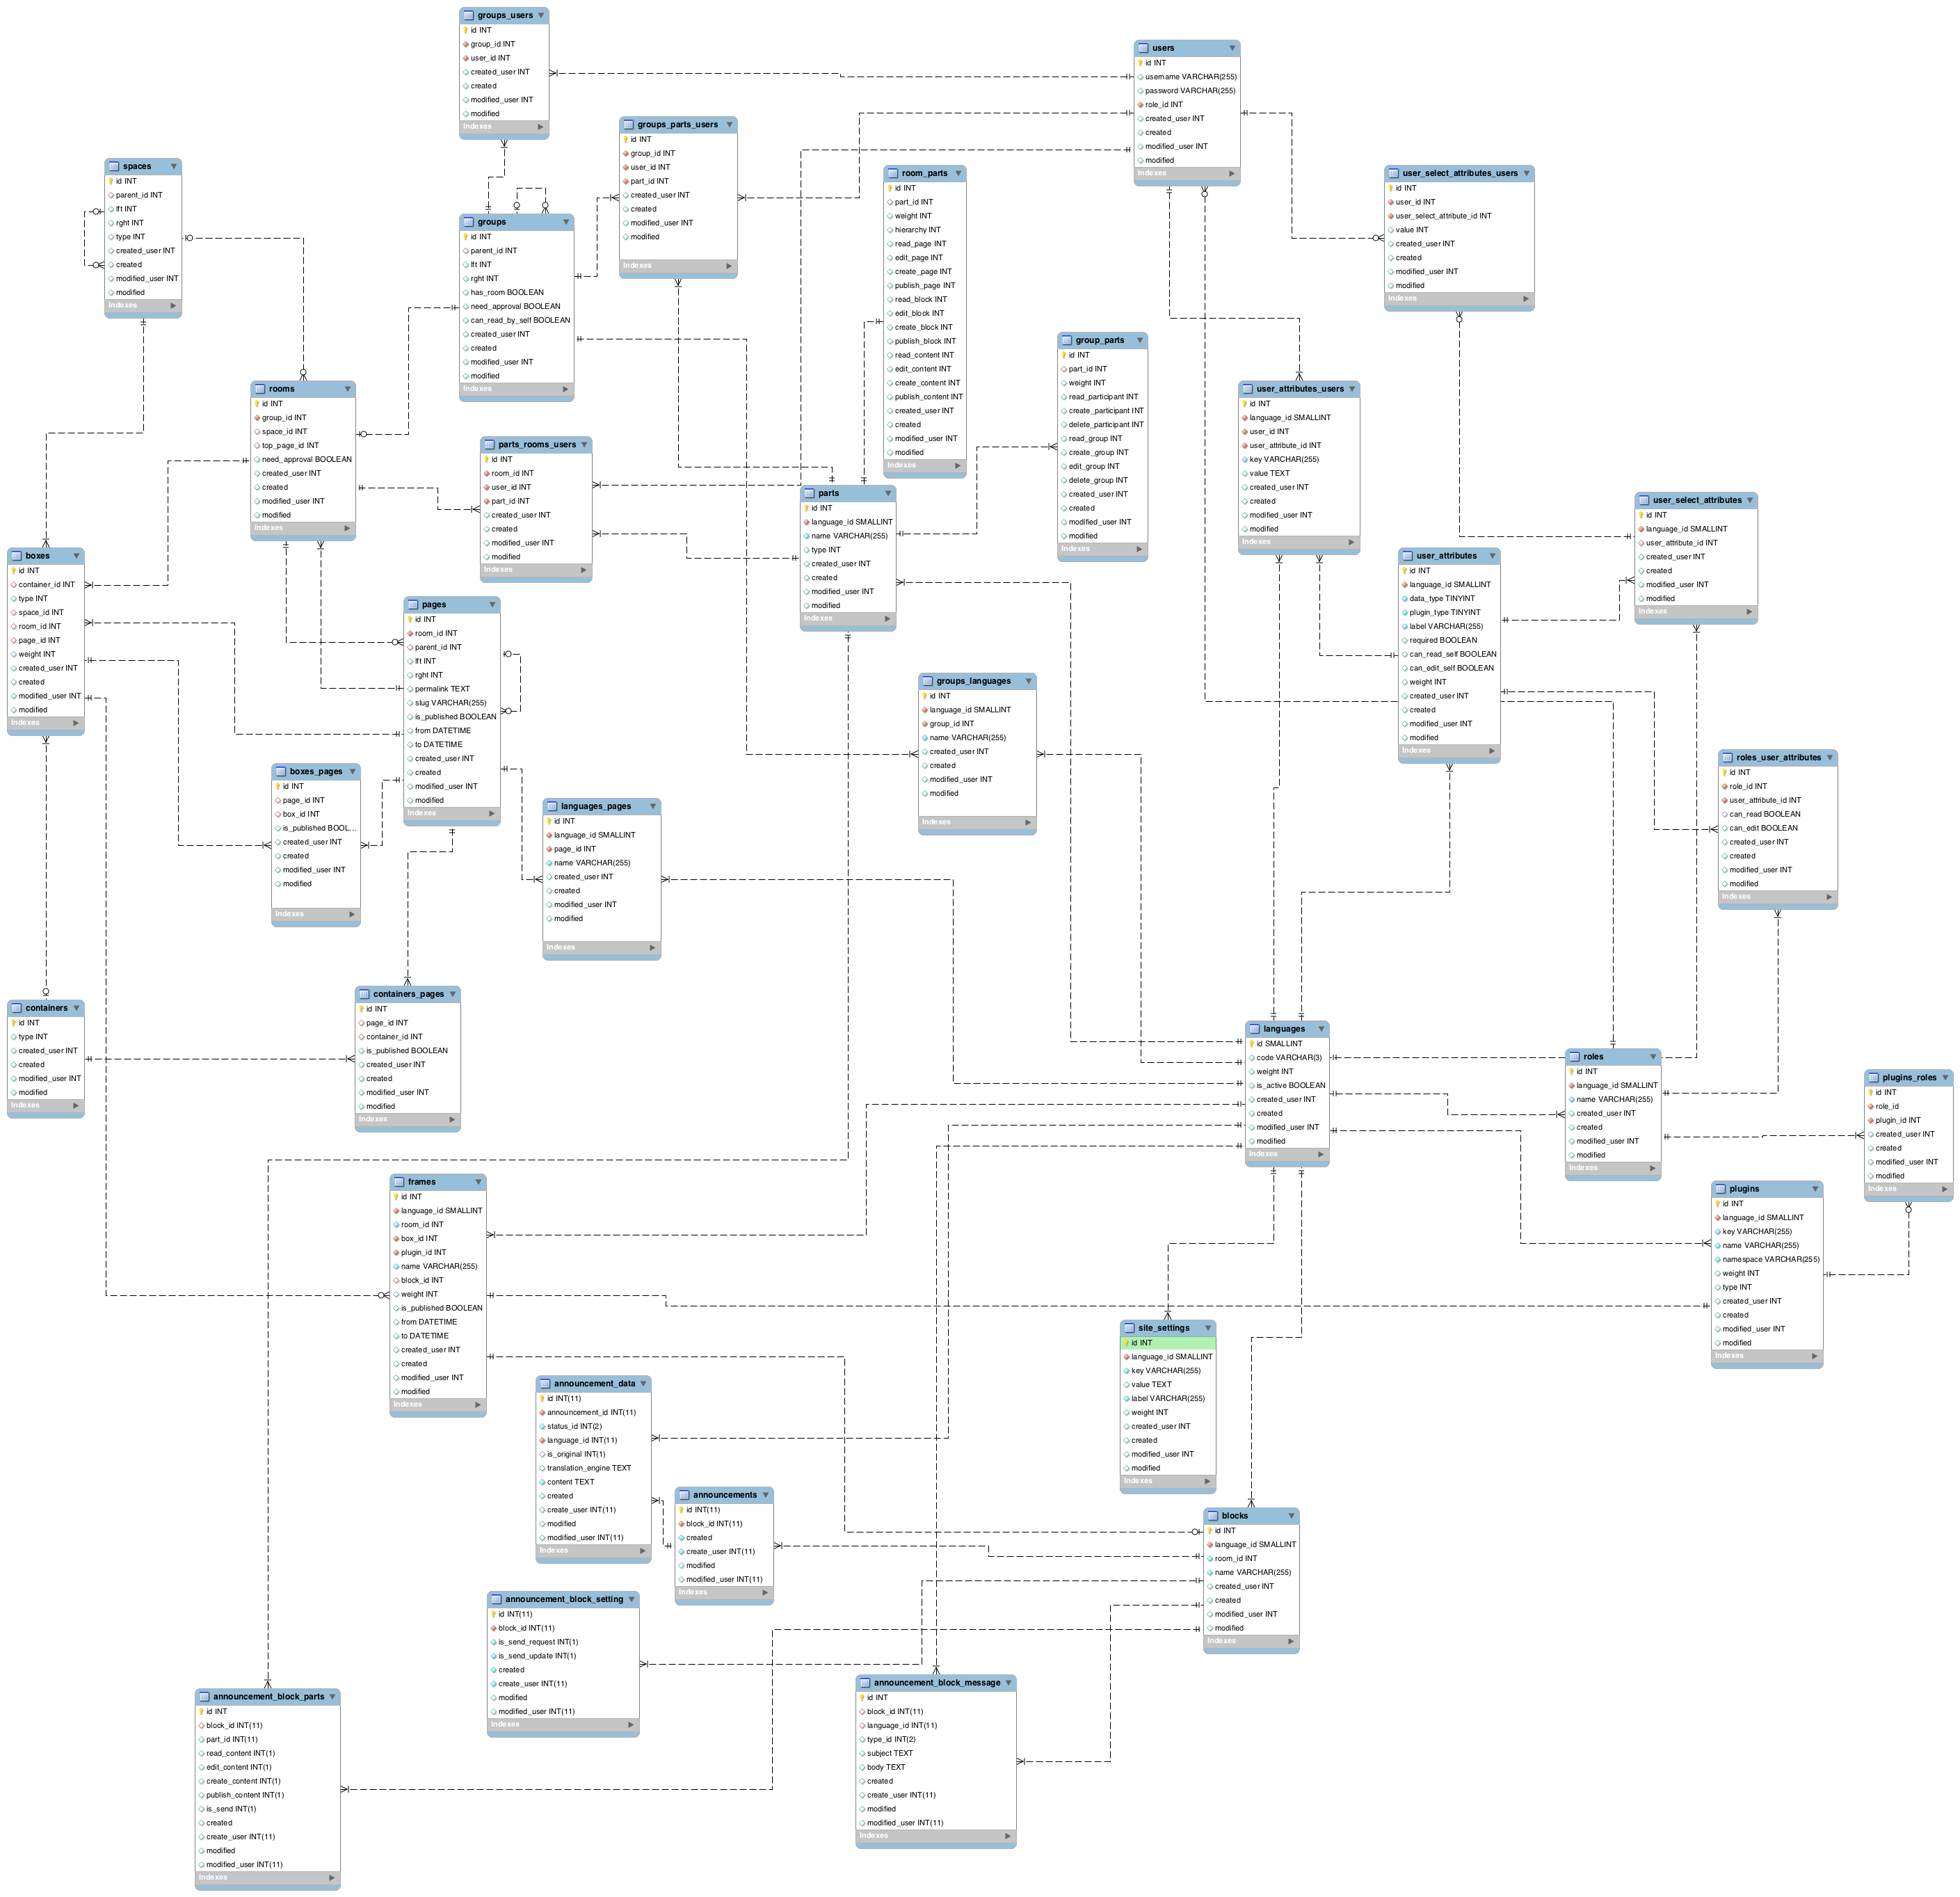 groups_users
id INT
group_id INT
user_id INT
created_user INT
created
modified_user INT
modified
Indexes
users
id INT
username VARCHAR(255)
password VARCHAR(255)
role_id INT
created_user INT
created
modified_user INT
modified
Indexes
groups_parts_users
id INT
group_id INT
user_id INT
part_id INT
created_user INT
created
modified_user INT
modified
Indexes
spaces
id INT
parent_id INT
lft INT
rght INT
type INT
created_user INT
created
modified_user INT
modified
Indexes
room_parts
id INT
part_id INT
weight INT
hierarchy INT
read_page INT
edit_page INT
create_page INT
publish_page INT
read_block INT
edit_block INT
create_block INT
publish_block INT
read_content INT
edit_content INT
create_content INT
publish_content INT
created_user INT
created
modified_user INT
modified
Indexes
user_select_attributes_users
id INT
user_id INT
user_select_attribute_id INT
value INT
created_user INT
created
modified_user INT
modified
Indexes
groups
id INT
parent_id INT
lft INT
rght INT
has_room BOOLEAN
need_approval BOOLEAN
can_read_by_self BOOLEAN
created_user INT
created
modified_user INT
modified
Indexes
group_parts
id INT
part_id INT
weight INT
read_participant INT
create_participant INT
delete_participant INT
read_group INT
create_group INT
edit_group INT
delete_group INT
created_user INT
created
modified_user INT
modified
Indexes
rooms
id INT
group_id INT
space_id INT
top_page_id INT
need_approval BOOLEAN
created_user INT
created
modified_user INT
modified
Indexes
user_attributes_users
id INT
language_id SMALLINT
user_id INT
user_attribute_id INT
key VARCHAR(255)
value TEXT
created_user INT
created
modified_user INT
modified
Indexes
parts_rooms_users
id INT
room_id INT
user_id INT
part_id INT
created_user INT
created
modified_user INT
modified
Indexes
parts
id INT
language_id SMALLINT
name VARCHAR(255)
type INT
created_user INT
created
modified_user INT
modified
Indexes
user_select_attributes
id INT
language_id SMALLINT
user_attribute_id INT
created_user INT
created
modified_user INT
modified
Indexes
boxes
id INT
container_id INT
type INT
space_id INT
room_id INT
page_id INT
weight INT
created_user INT
created
modified_user INT
modified
Indexes
user_attributes
id INT
language_id SMALLINT
data_type TINYINT
plugin_type TINYINT
label VARCHAR(255)
required BOOLEAN
can_read_self BOOLEAN
can_edit_self BOOLEAN
weight INT
created_user INT
created
modified_user INT
modified
Indexes
pages
id INT
room_id INT
parent_id INT
lft INT
rght INT
permalink TEXT
slug VARCHAR(255)
is_published BOOLEAN
from DATETIME
to DATETIME
created_user INT
created
modified_user INT
modified
Indexes
groups_languages
id INT
language_id SMALLINT
group_id INT
name VARCHAR(255)
created_user INT
created
modified_user INT
modified
Indexes
roles_user_attributes
id INT
role_id INT
user_attribute_id INT
can_read BOOLEAN
can_edit BOOLEAN
created_user INT
created
modified_user INT
modified
Indexes
boxes_pages
id INT
page_id INT
box_id INT
is_published BOOL...
created_user INT
created
modified_user INT
modified
Indexes
languages_pages
id INT
language_id SMALLINT
page_id INT
name VARCHAR(255)
created_user INT
created
modified_user INT
modified
Indexes
containers
id INT
type INT
created_user INT
created
modified_user INT
modified
Indexes
containers_pages
id INT
page_id INT
container_id INT
is_published BOOLEAN
created_user INT
created
modified_user INT
modified
Indexes
languages
id SMALLINT
code VARCHAR(3)
weight INT
is_active BOOLEAN
created_user INT
created
modified_user INT
modified
Indexes
roles
id INT
language_id SMALLINT
name VARCHAR(255)
created_user INT
created
modified_user INT
modified
Indexes
plugins_roles
id INT
role_id
plugin_id INT
created_user INT
created
modified_user INT
modified
Indexes
frames
id INT
language_id SMALLINT
room_id INT
box_id INT
plugin_id INT
name VARCHAR(255)
block_id INT
weight INT
is_published BOOLEAN
from DATETIME
to DATETIME
created_user INT
created
modified_user INT
modified
Indexes
plugins
id INT
language_id SMALLINT
key VARCHAR(255)
name VARCHAR(255)
namespace VARCHAR(255)
weight INT
type INT
created_user INT
created
modified_user INT
modified
Indexes
site_settings
id INT
language_id SMALLINT
key VARCHAR(255)
value TEXT
label VARCHAR(255)
weight INT
created_user INT
created
modified_user INT
modified
Indexes
announcement_data
id INT(11)
announcement_id INT(11)
status_id INT(2)
language_id INT(11)
is_original INT(1)
translation_engine TEXT
content TEXT
created
create_user INT(11)
modified
modified_user INT(11)
Indexes
announcements
id INT(11)
block_id INT(11)
created
create_user INT(11)
modified
modified_user INT(11)
Indexes
blocks
id INT
language_id SMALLINT
room_id INT
name VARCHAR(255)
created_user INT
created
modified_user INT
modified
Indexes
announcement_block_setting
id INT(11)
block_id INT(11)
is_send_request INT(1)
is_send_update INT(1)
created
create_user INT(11)
modified
modified_user INT(11)
Indexes
announcement_block_message
id INT
block_id INT(11)
language_id INT(11)
type_id INT(2)
subject TEXT
body TEXT
created
create_user INT(11)
modified
modified_user INT(11)
Indexes
announcement_block_parts
id INT
block_id INT(11)
part_id INT(11)
read_content INT(1)
edit_content INT(1)
create_content INT(1)
publish_content INT(1)
is_send INT(1)
created
create_user INT(11)
modified
modified_user INT(11)
Indexes